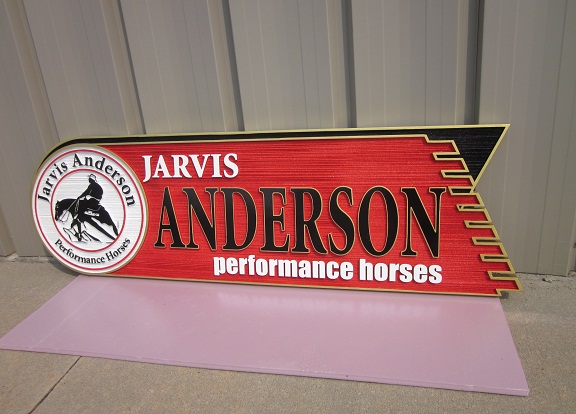 Jarvis Anderson
Performance Horses
JARVIS
ANDERSON
performance horses